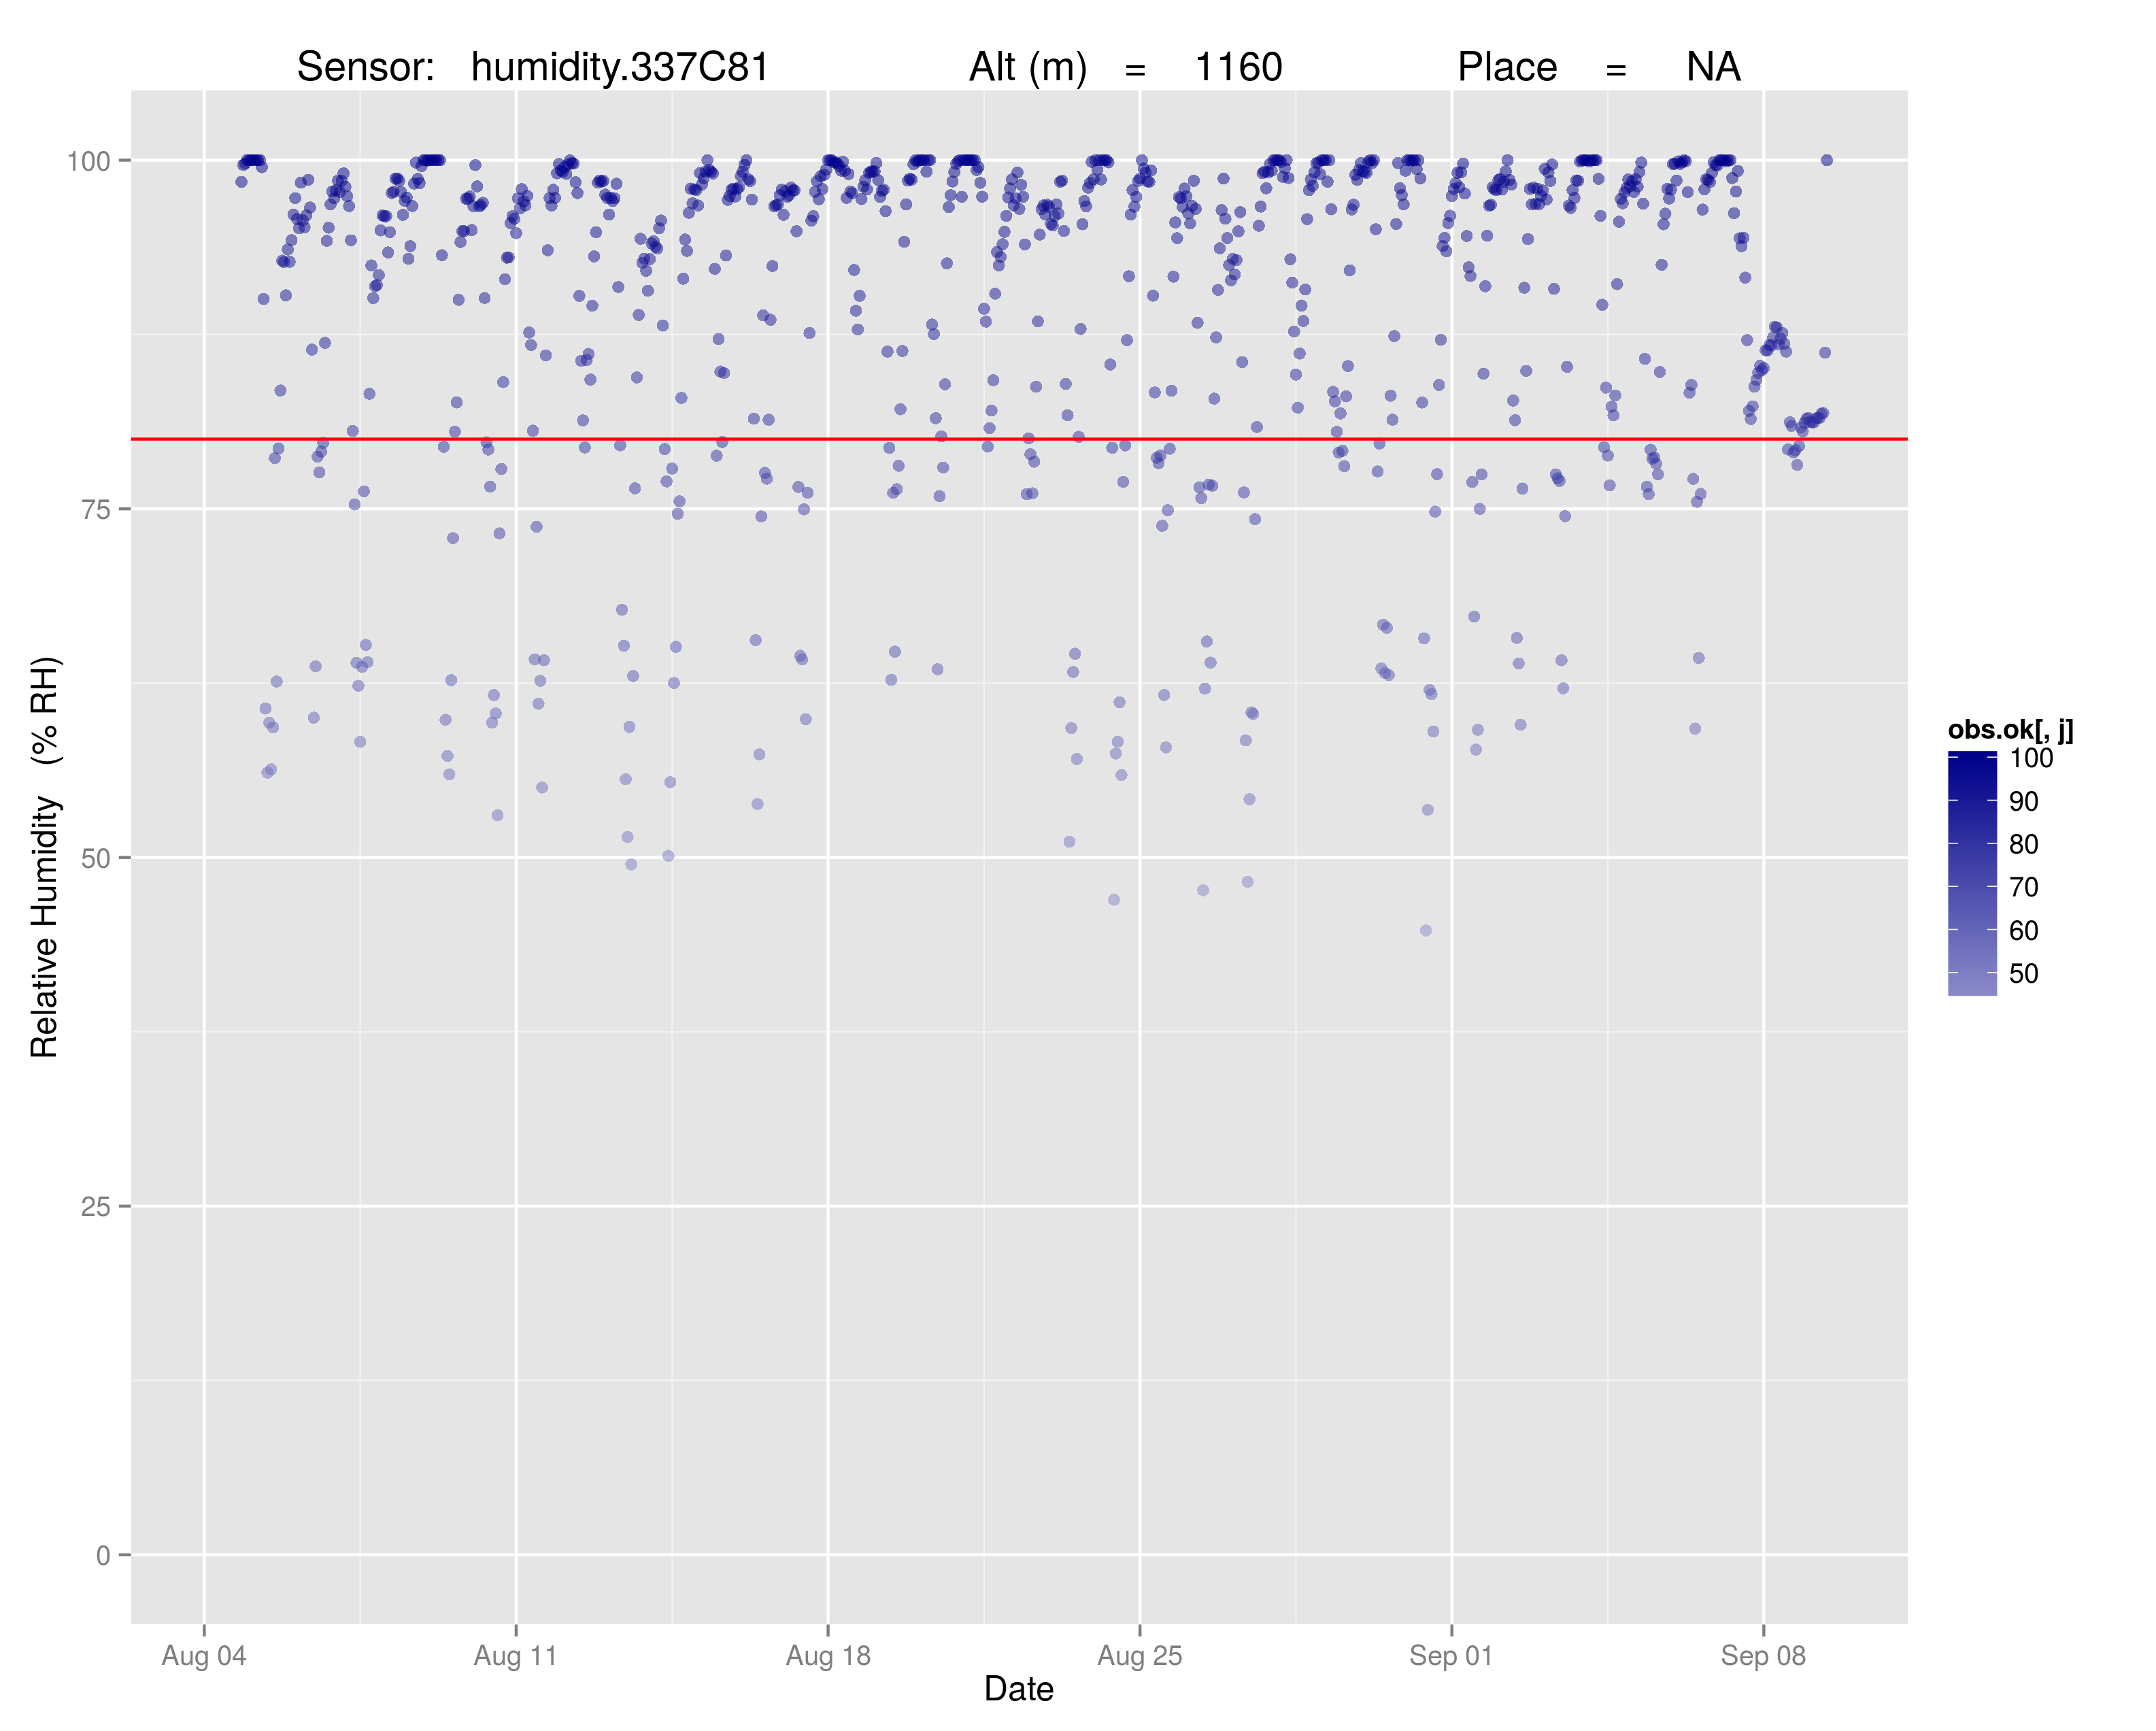 Sensor: humidity.337C81 Alt (m) = 1160 Place = NA
100
75
50
25
0
Relative Humidity (% RH)
Aug 04 Aug 11 Aug 18 Aug 25 Sep 01 Sep 08
Date
obs.ok[, j]
100
90
80
70
60
50